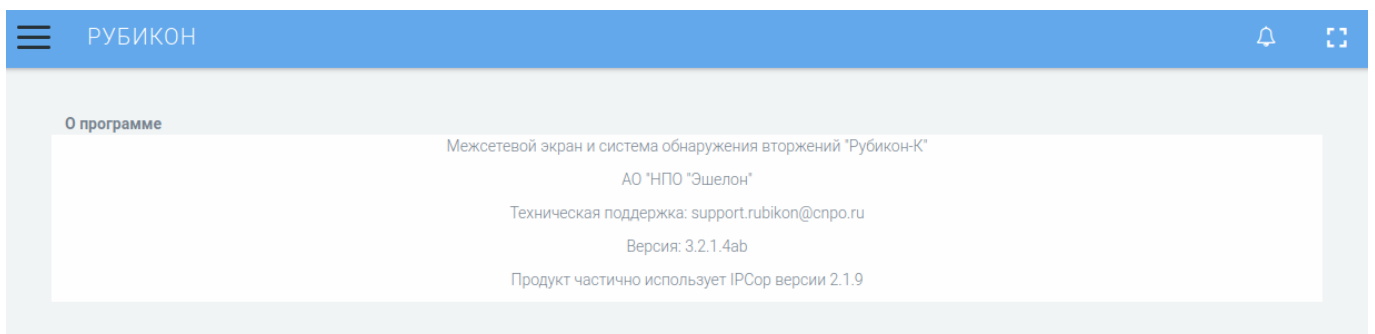 РУБИКОН
О программе
Межсетевой экран и система обнаружения вторжений "Рубикон-К"
АО "НПО "Эшелон"
Техническая поддержка: support.rubikon@cnpo.ru
Версия: 3.2.1.4ab
Продукт частично использует IPCop версии 2.1.9